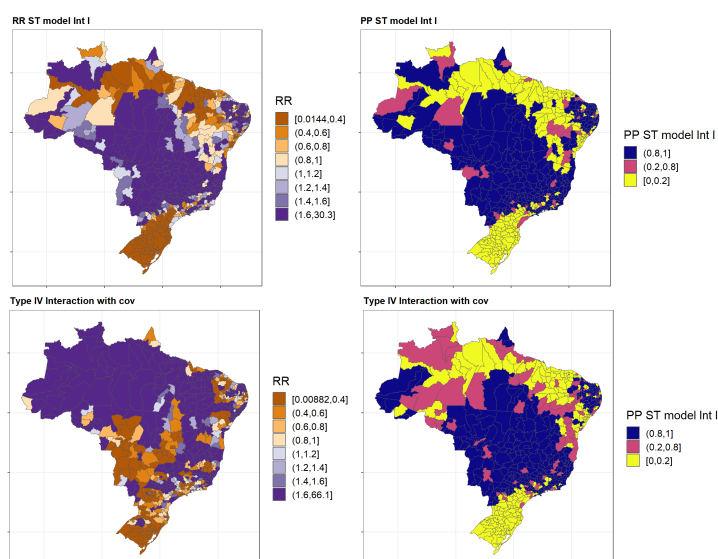 RR ST model Int I
PP ST model Int I
RR
[0.0144,0.4]
(0.4,0.6]
(0.6,0.8]
(0.8,1]
(1,1.2]
(1.2,1.4]
(1.4,1.6]
(1.6,30.3]
PP ST model Int I
(0.8,1]
(0.2,0.8]
[0,0.2]
Type IV Interaction with cov
Type IV Interaction with cov
RR
[0.00882,0.4]
(0.4,0.6]
(0.6,0.8]
(0.8,1]
(1,1.2]
(1.2,1.4]
(1.4,1.6]
(1.6,66.1]
PP ST model Int I
(0.8,1]
(0.2,0.8]
[0,0.2]